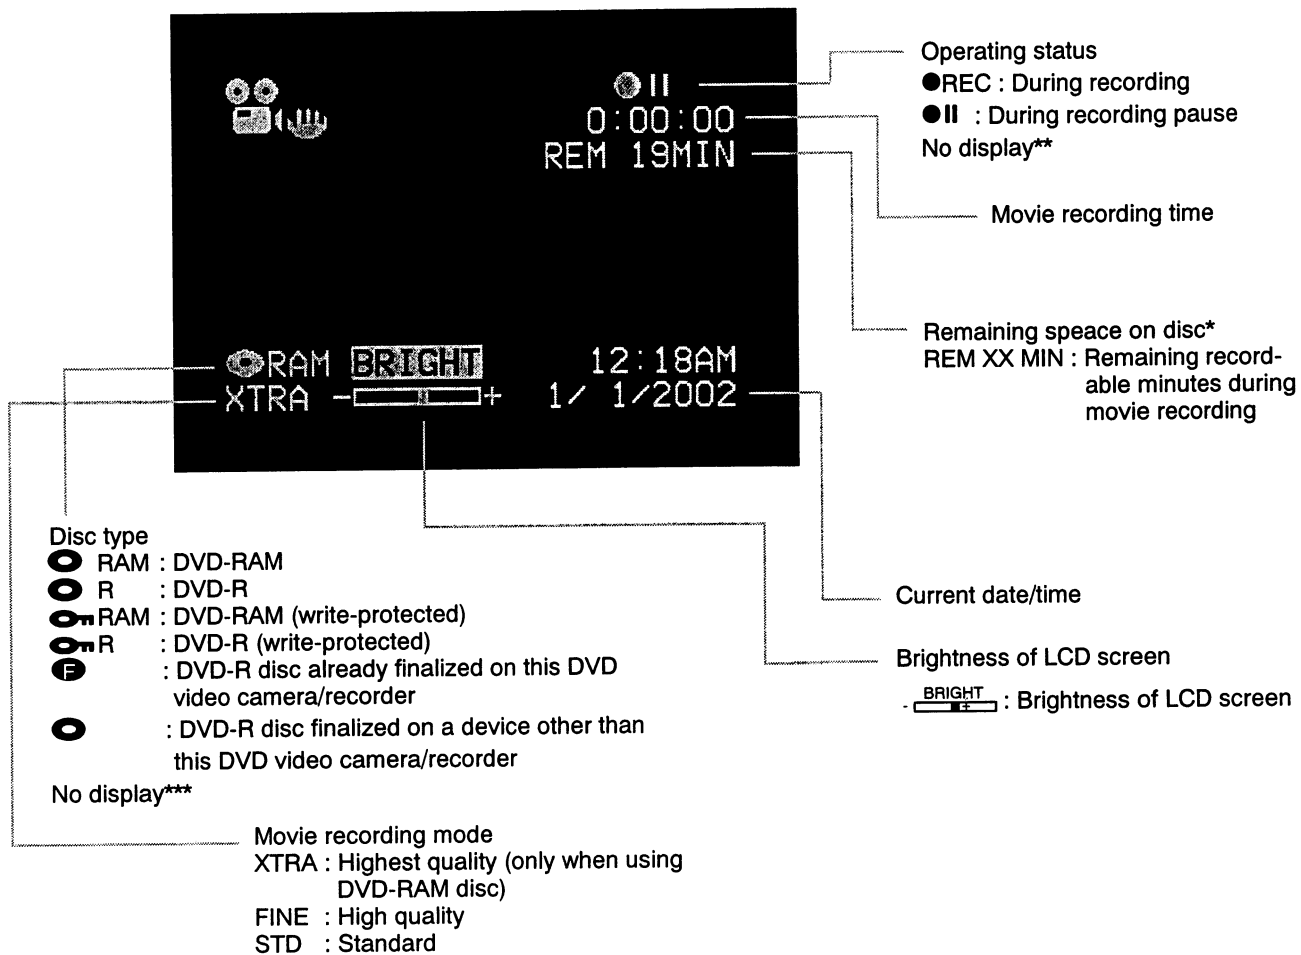 0:00:00
REM 19MIN
RAM BRIGHT
12:18AM
XTRA - +
1/ 1/2002
Operating status
●REC : During recording
●II : During recording pause
No display**
Movie recording time
Remaining speace on disc*
REM XX MIN : Remaining record-
able minutes during
movie recording
Current date/time
Brightness of LCD screen
- BRIGHT + : Brightness of LCD screen
Disc type
RAM : DVD-RAM
R : DVD-R
RAM : DVD-RAM (write-protected)
R : DVD-R (write-protected)
F : DVD-R disc already finalized on this DVD
video camera/recorder
: DVD-R disc finalized on a device other than
this DVD video camera/recorder
No display***
Movie recording mode
XTRA : Highest quality (only when using
DVD-RAM disc)
FINE : High quality
STD : Standard